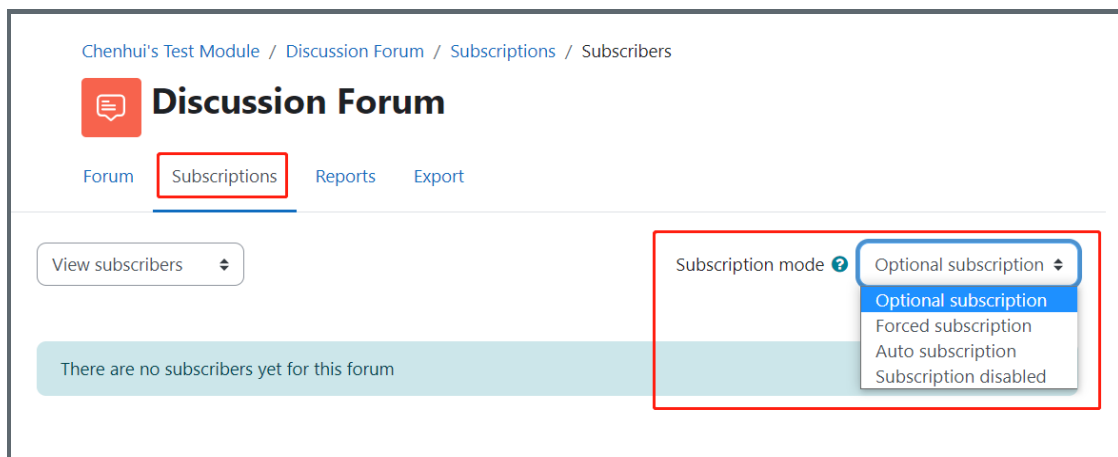 Chenhui's Test Module / Discussion Forum / Subscriptions / Subscribers
Discussion Forum
Forum Subscriptions Reports Export
View subscribers
Subscription mode ? Optional subscription
Optional subscription
Forced subscription
Auto subscription
Subscription disabled
There are no subscribers yet for this forum